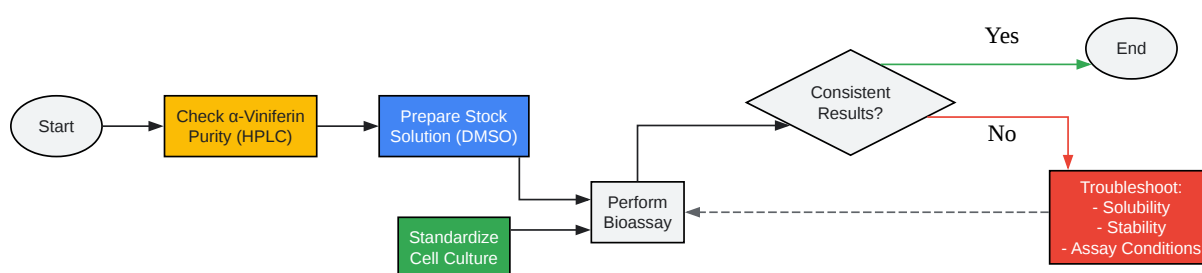 Start
Check α-Viniferin
Purity (HPLC)
Prepare Stock
Solution (DMSO)
Standardize
Cell Culture
Perform
Bioassay
Consistent
Results?
Yes
End
No
Troubleshoot:
- Solubility
- Stability
- Assay Conditions